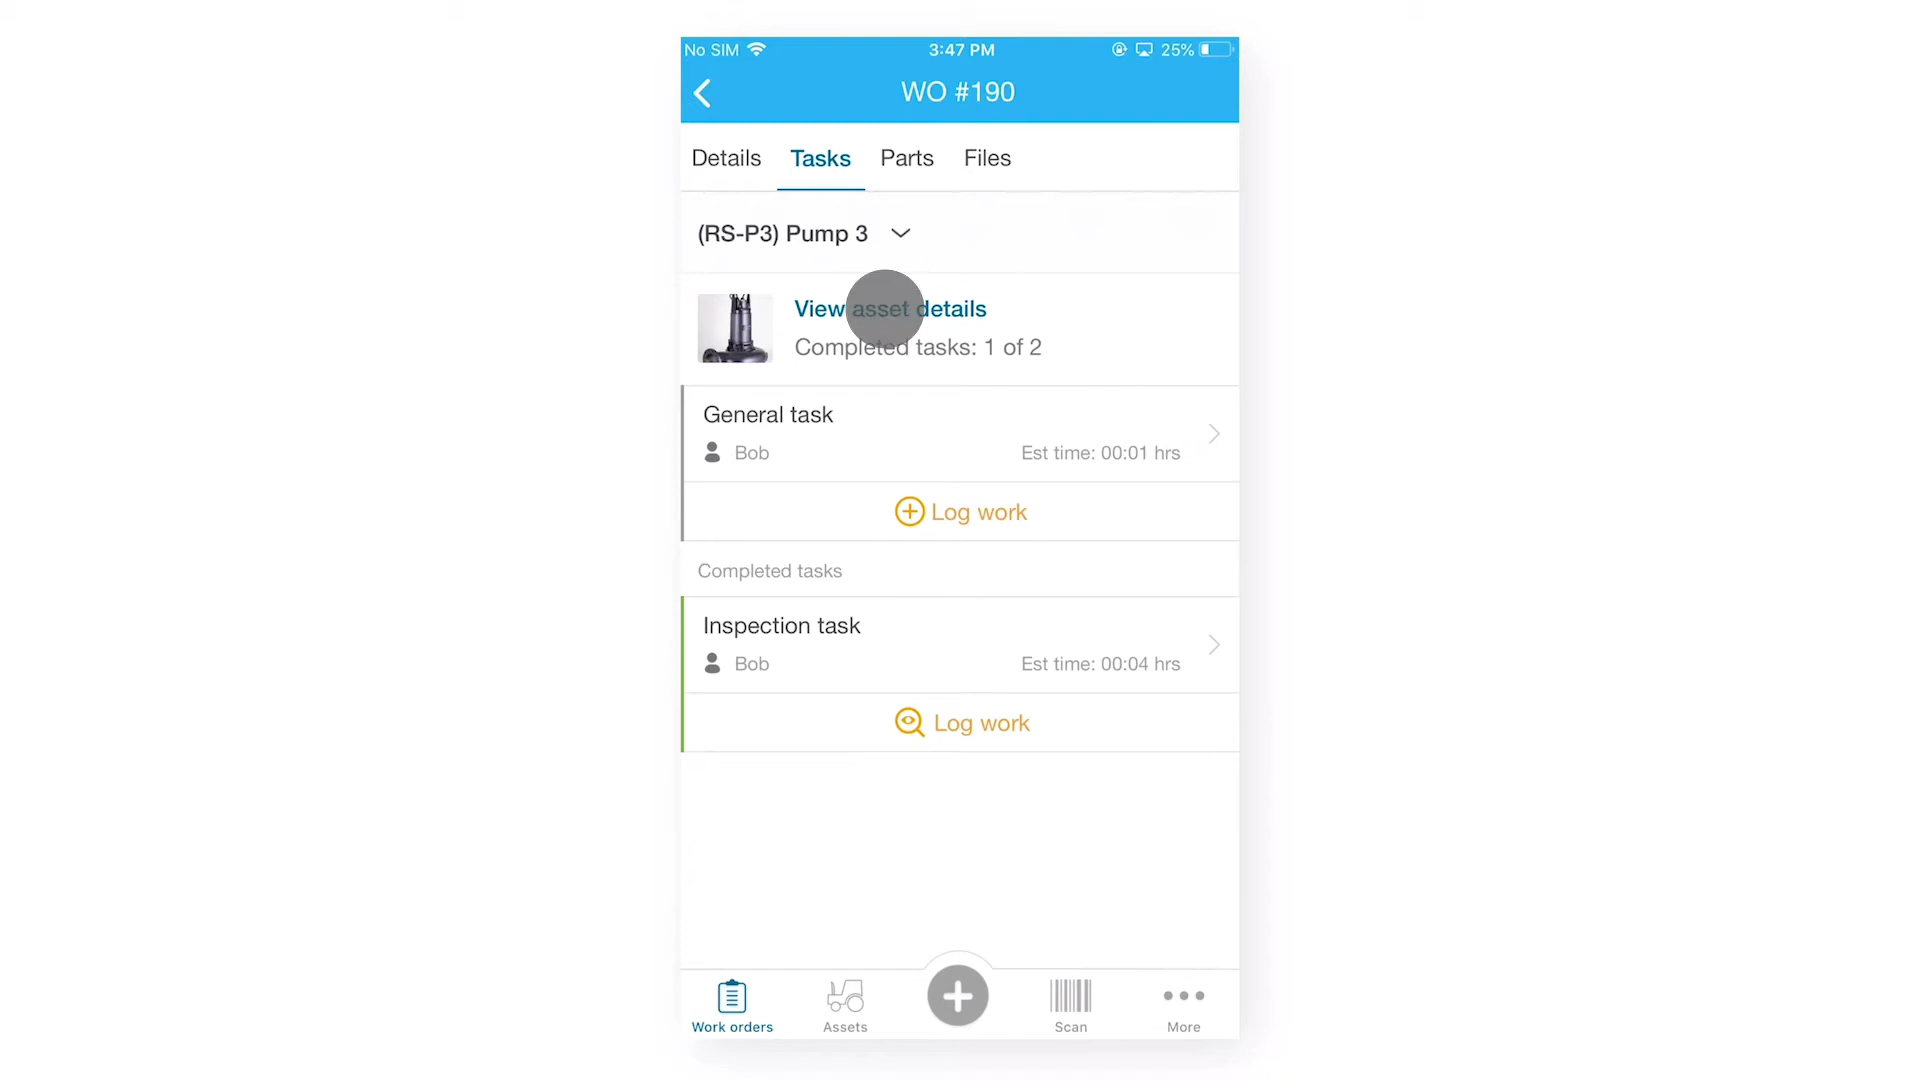 No SIM 3:47 PM 25%
WO #190
Details Tasks Parts Files
(RS-P3) Pump 3
View asset details
Completed tasks: 1 of 2
General task
Bob Est time: 00:01 hrs
Log work
Completed tasks
Inspection task
Bob Est time: 00:04 hrs
Log work
Work orders Assets Scan More